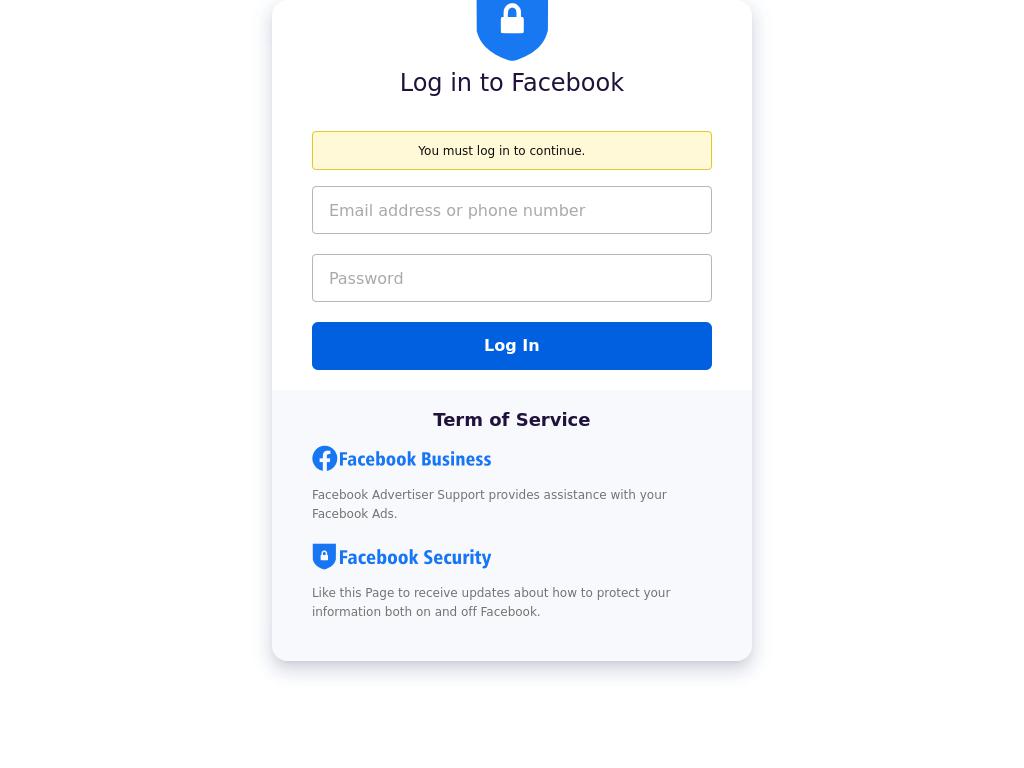 Log in to Facebook
You must log in to continue.
Email address or phone number
Password
Log In
Term of Service
Facebook Business
Facebook Advertiser Support provides assistance with your
Facebook Ads.
Facebook Security
Like this Page to receive updates about how to protect your
information both on and off Facebook.